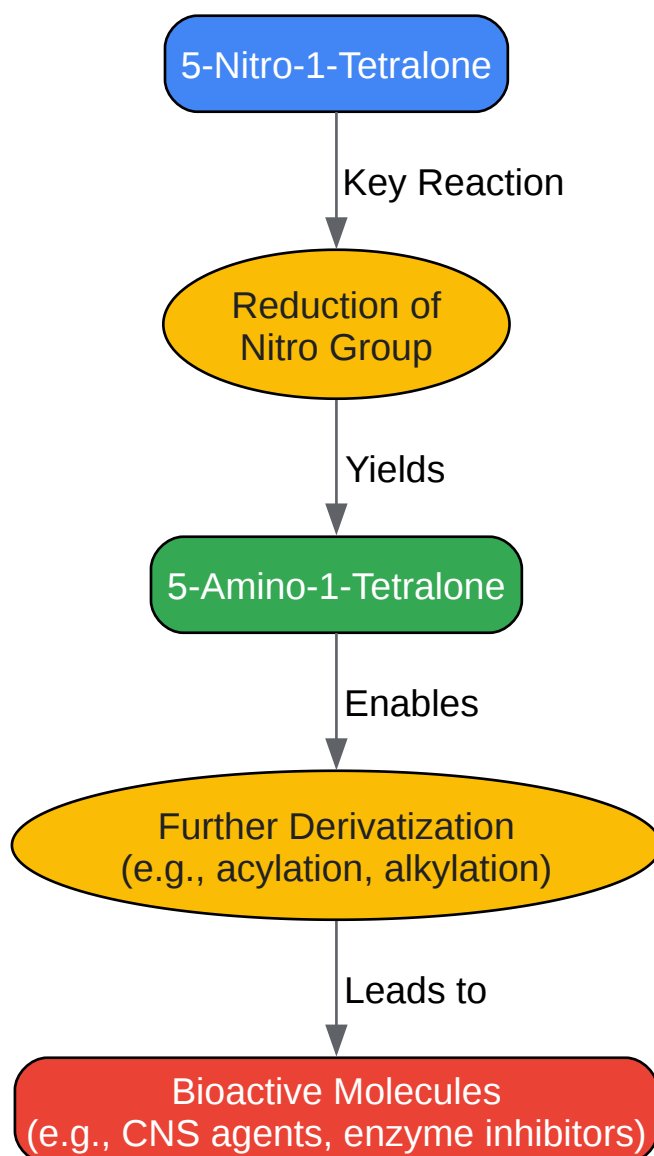 5-Nitro-1-Tetralone
Key Reaction
Reduction of
Nitro Group
Yields
5-Amino-1-Tetralone
Enables
Further Derivatization
(e.g., acylation, alkylation)
Leads to
Bioactive Molecules
(e.g., CNS agents, enzyme inhibitors)